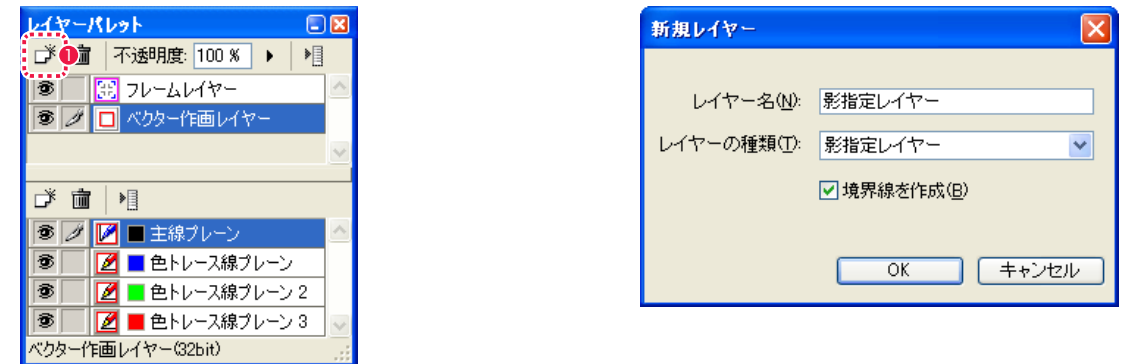 レイヤーパレット
1
不透明度: 100 %
フレームレイヤー
ベクター作画レイヤー
主線プレーン
色トレース線プレーン
色トレース線プレーン 2
色トレース線プレーン 3
ベクター作画レイヤー(32bit)
新規レイヤー
レイヤー名(N): 影指定レイヤー
レイヤーの種類(T): 影指定レイヤー
境界線を作成(B)
OK キャンセル